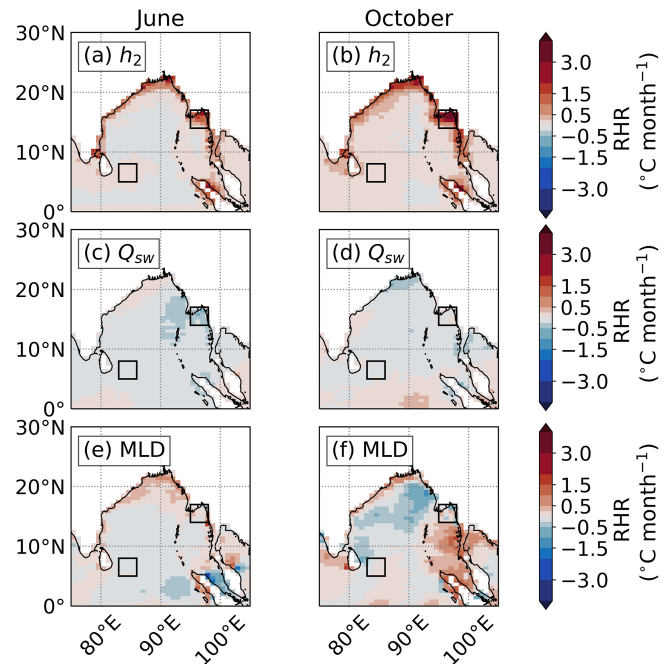 June
October
30°N
20°N
10°N
0°
(a) h₂
(b) h₂
3.0
1.5
0.5
−0.5
−1.5
−3.0
RHR
(°C month⁻¹)
30°N
20°N
10°N
0°
(c) Qsw
(d) Qsw
3.0
1.5
0.5
−0.5
−1.5
−3.0
RHR
(°C month⁻¹)
30°N
20°N
10°N
0°
(e) MLD
(f) MLD
3.0
1.5
0.5
−0.5
−1.5
−3.0
RHR
(°C month⁻¹)
80°E
90°E
100°E
80°E
90°E
100°E